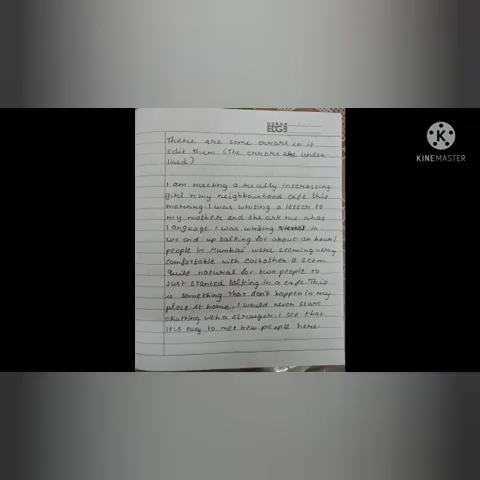 URBAN
EDGE
There are some errors in it
Edit them (The errors are under-
lined)
I am meeting a really interesting
girl in my neighbourhood cafe this
morning. I was writing a letter to
my mother and she ask me what
language I was writing in
we end up talking for about an hour!
people in Mumbai were seeming very
comfortable with eachother. It seem
quite natural for two people to
just started talking in a cafe. This
is something that don't happen in my
place At home, I would never start
chatting with a stranger. I see that
it is easy to met new people here.
K
KINEMASTER